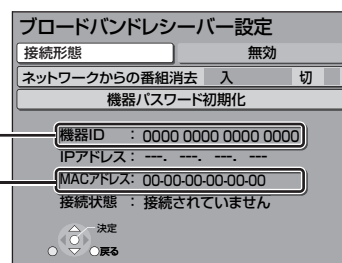 ブロードバンドレシーバー設定
接続形態 無効
ネットワークからの番組消去 入 切
機器パスワード初期化
機器ID : 0000 0000 0000 0000
IPアドレス : ---. ---. --- ---
MACアドレス: 00-00-00-00-00-00
接続状態 : 接続されていません
決定
戻る